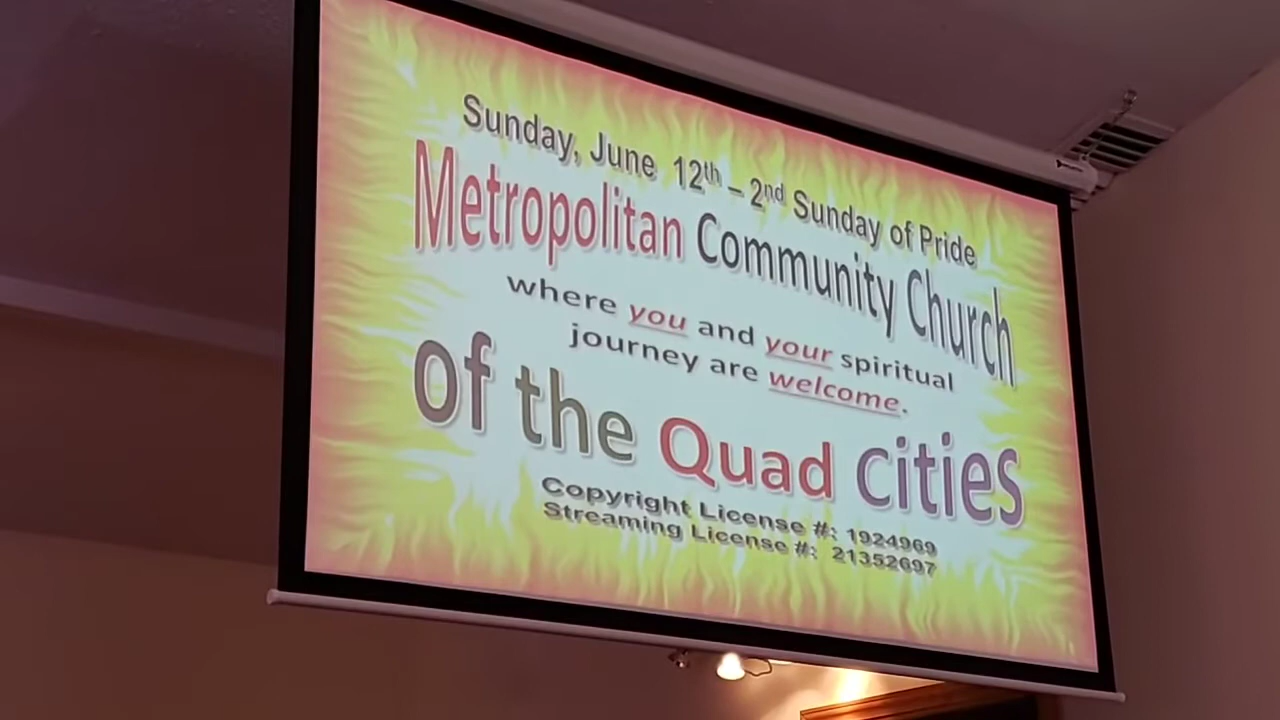 Sunday, June 12th – 2nd Sunday of Pride
Metropolitan Community Church
where you and your spiritual
journey are welcome.
of the Quad Cities
Copyright License #: 1924969
Streaming License #: 21352697